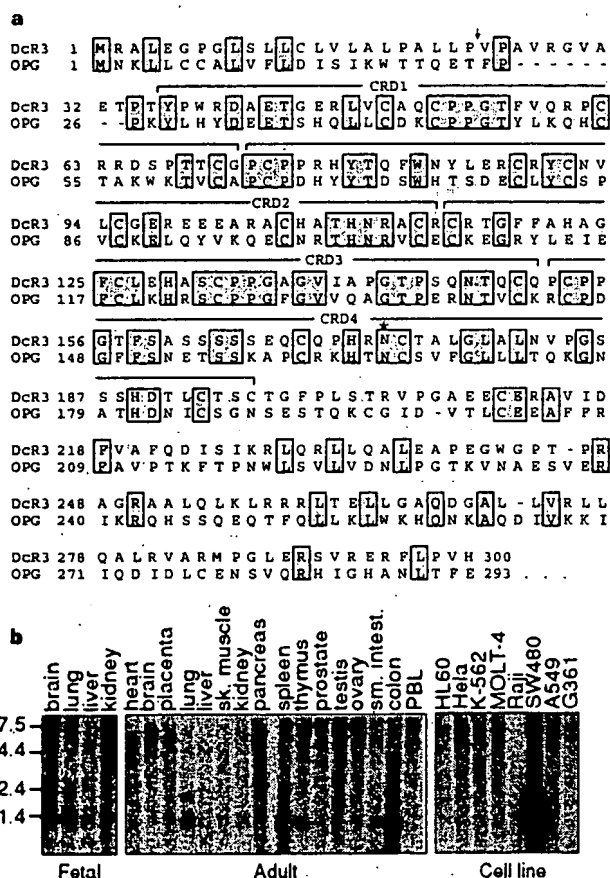 a
DcR3 1 M R A L E G P G L S L L C L V L A L P A L L P V P A V R G V A
OPG 1 M N K L L C C A L V F L D I S I K W T T Q E T F P - - - - - -
CRD1
DcR3 32 E T P T Y P W R D A E T G E R L V C A Q C P P G T F V Q R P C
OPG 26 - - P K Y L H Y D E E T S H Q L L C D K C P P G T Y L K Q H C
DcR3 63 R R D S P T T C G P C P P R H Y T Q F W N Y L E R C R Y C N V
OPG 55 T A K W K T V C A P C P D H Y Y T D S W H T S D E C L Y C S P
CRD2
DcR3 94 L C G E R E E E A R A C H A T H N R A C R C R T G F F A H A G
OPG 86 V C K E L Q Y V K Q E C N R T H N R V C E C K E G R Y L E I E
CRD3
DcR3 125 F C L E H A S C P P G A G V I A P G T P S Q N T Q C Q P C P P
OPG 117 F C L K H R S C P P G F G V V Q A G T P E R N T V C K R C P D
CRD4
DcR3 156 G T F S A S S S S S E Q C Q P H R N C T A L G L A L N V P G S
OPG 148 G F F S N E T S S K A P C R K H T N C S V F G L L L T Q K G N
DcR3 187 S S H D T L C T S C T G F P L S T R V P G A E E C E R A V I D
OPG 179 A T H D N I C S G N S E S T Q K C G I D - V T L C E E A F F R
DcR3 218 F V A F Q D I S I K R L Q R L L Q A L E A P E G W G P T - P R
OPG 209 F A V P T K F T P N W L S V L V D N L P G T K V N A E S V E R
DcR3 248 A G R A A L Q L K L R R R L T E L L G A Q D G A L - L V R L L
OPG 240 I K R Q H S S Q E Q T F Q L L K L W K H Q N K A Q D I V K K I
DcR3 278 Q A L R V A R M P G L E R S V R E R F L P V H 300
OPG 271 I Q D I D L C E N S V Q R H I G H A N L T F E 293 . . .
b
brain lung liver kidney heart brain placenta lung liver sk. muscle kidney pancreas spleen thymus prostate testis ovary sm. intest. colon PBL HL60 Hela K-562 MOLT-4 Raji SW480 A549 G361
7.5
4.4
2.4
1.4
Fetal Adult Cell line